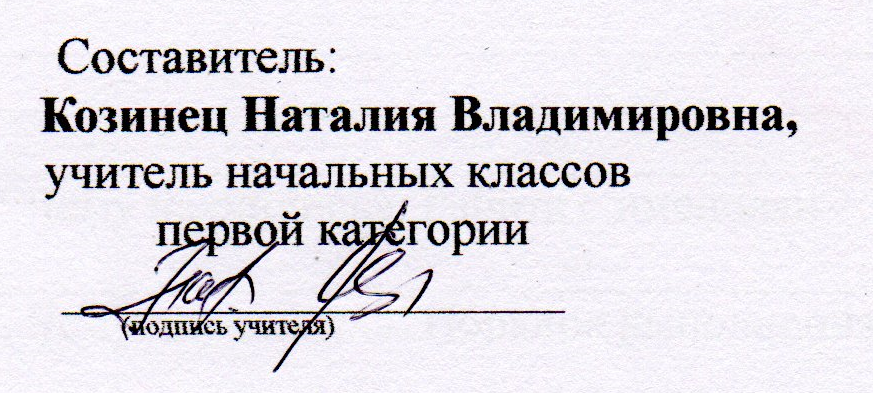 Составитель:
Козинец Наталия Владимировна,
учитель начальных классов
первой категории
(подпись учителя)